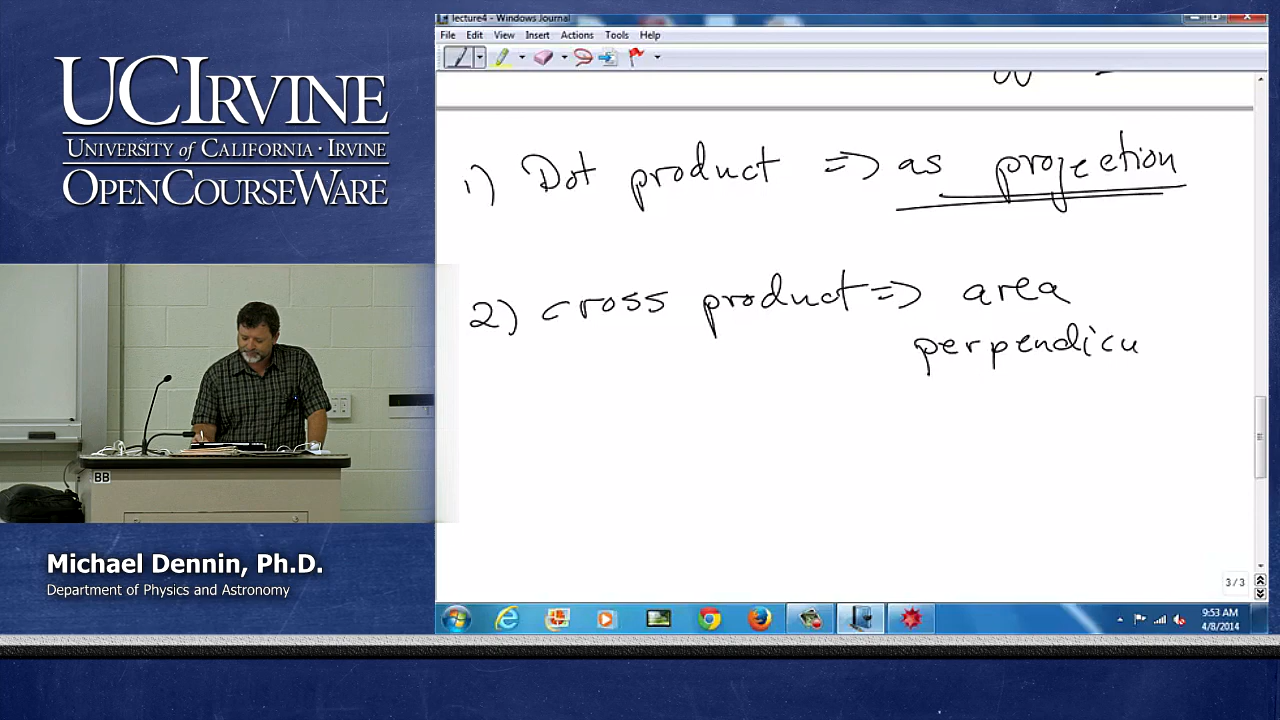 UCIRVINE
UNIVERSITY of CALIFORNIA · IRVINE
OPENCOURSEWARE
BB
Michael Dennin, Ph.D.
Department of Physics and Astronomy
lecture4 - Windows Journal
File Edit View Insert Actions Tools Help
1) Dot product => as projection
2) cross product => area
perpendicu
3 / 3
9:53 AM
4/8/2014